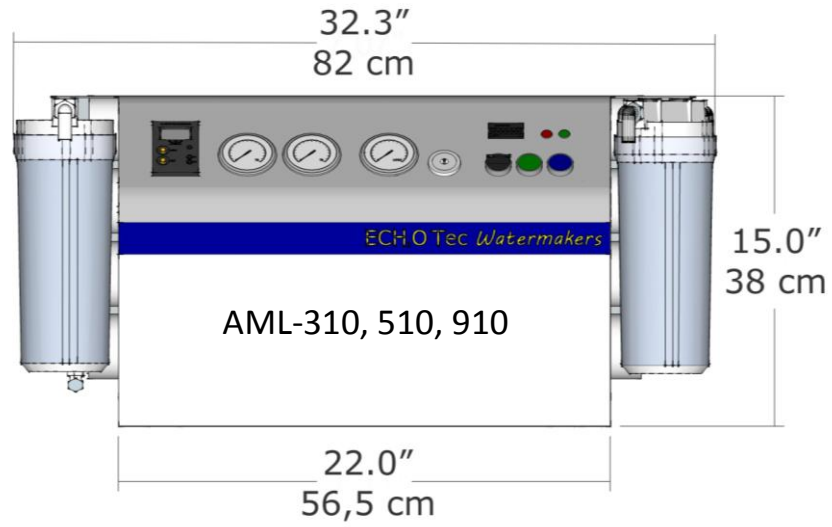 32.3”
82 cm
ECH₂O Tec Watermakers
15.0”
38 cm
AML-310, 510, 910
22.0”
56,5 cm